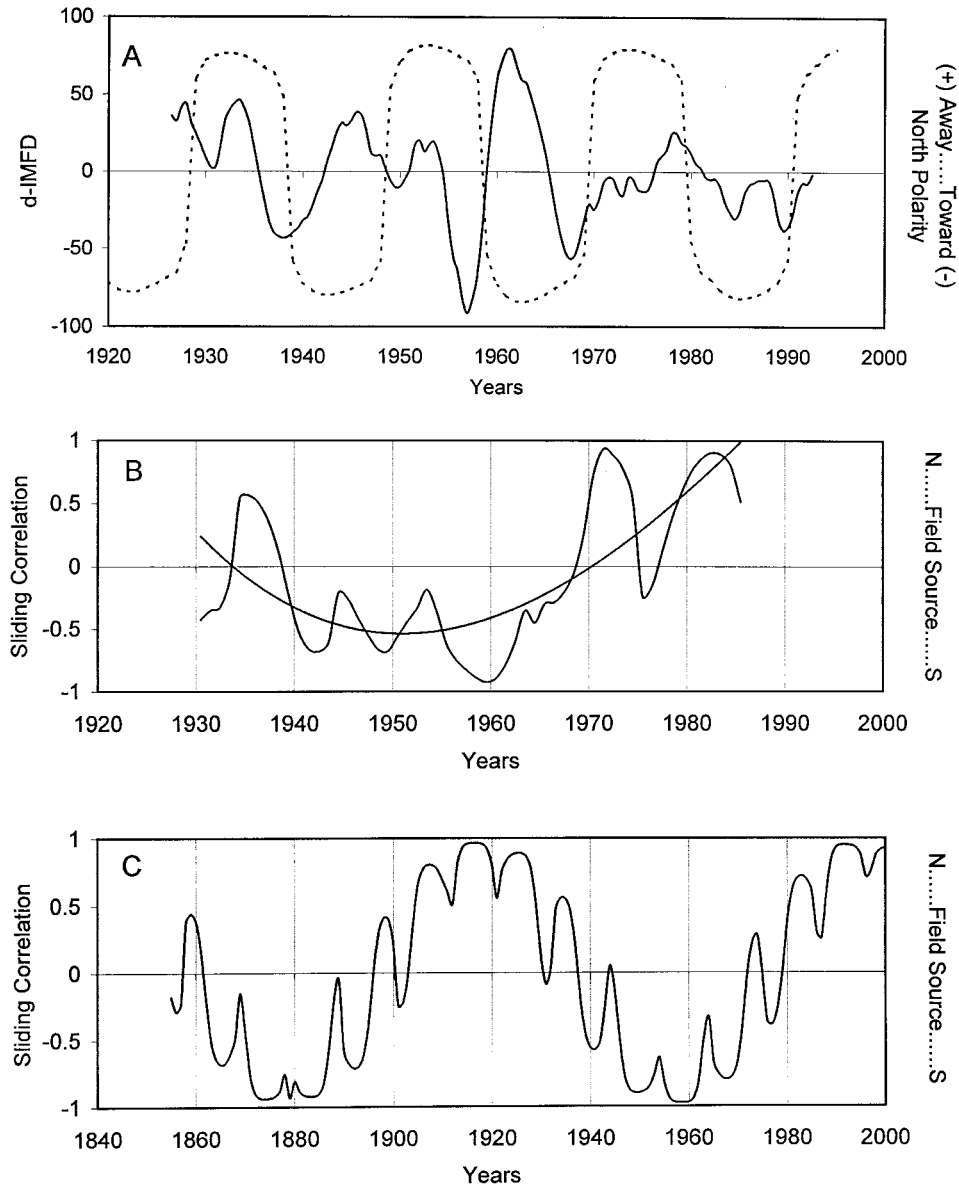 A
100
50
0
-50
-100
d-IMFD
1920 1930 1940 1950 1960 1970 1980 1990 2000
Years
(+) Away......Toward (-)
North Polarity
B
1
0.5
0
-0.5
-1
Sliding Correlation
1920 1930 1940 1950 1960 1970 1980 1990 2000
Years
N.......Field Source.......S
C
1
0.5
0
-0.5
-1
Sliding Correlation
1840 1860 1880 1900 1920 1940 1960 1980 2000
Years
N.......Field Source.......S